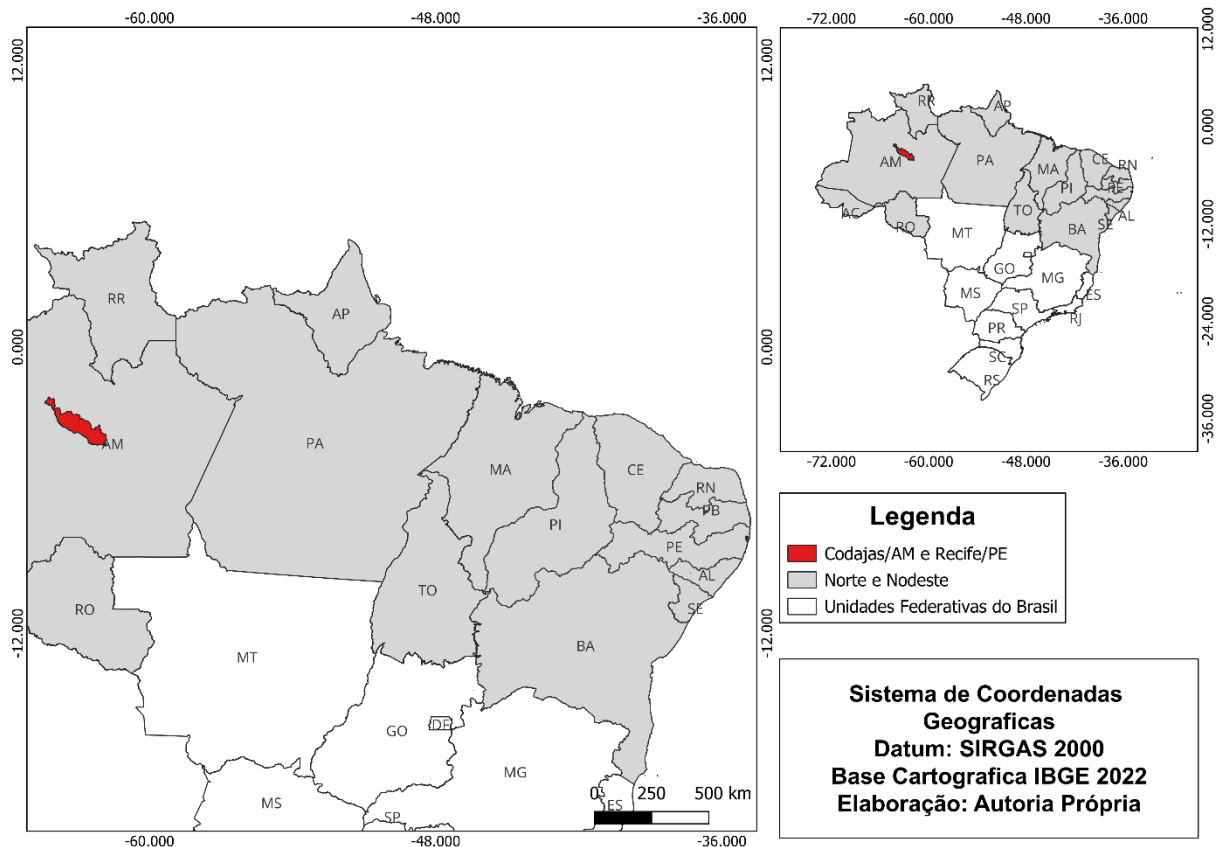 -60.000 -48.000 -36.000
12.000 12.000
0.000 0.000
-12.000 -12.000
RR
AP
AM
PA
MA
CE
RN
PB
PI
PE
AL
SE
TO
RO
BA
MT
DF
GO
MG
MS
ES
SP
0 250 500 km
-60.000 -48.000 -36.000
-72.000 -60.000 -48.000 -36.000
12.000
0.000
-12.000
-24.000
-36.000
RR
AP
AM
PA
MA
CE
RN
PI
PE
AC
TO
AL
RO
SE
BA
MT
GO
MG
MS
ES
SP
RJ
PR
SC
RS
-72.000 -60.000 -48.000 -36.000
Legenda
Codajas/AM e Recife/PE
Norte e Nodeste
Unidades Federativas do Brasil
Sistema de Coordenadas
Geograficas
Datum: SIRGAS 2000
Base Cartografica IBGE 2022
Elaboração: Autoria Própria